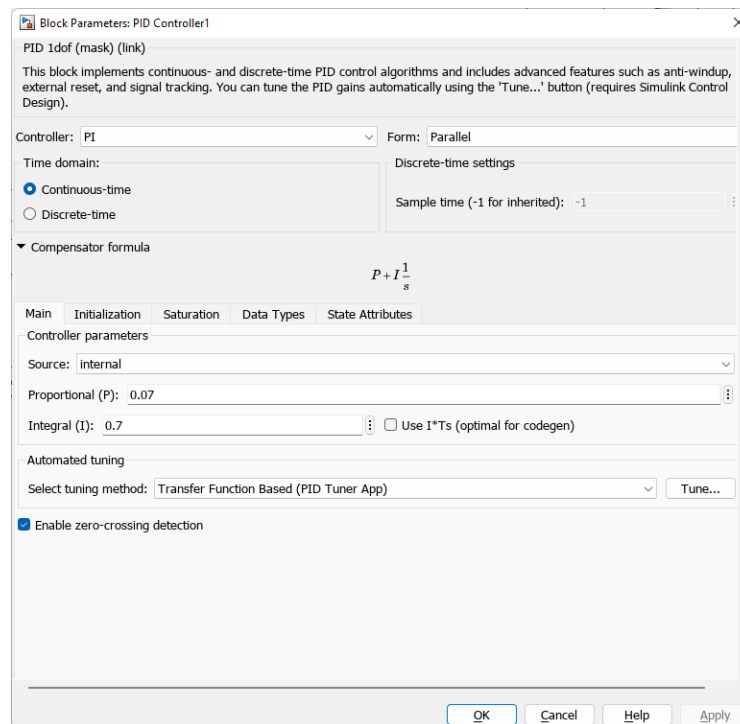 Block Parameters: PID Controller1
PID 1dof (mask) (link)
This block implements continuous- and discrete-time PID control algorithms and includes advanced features such as anti-windup,
external reset, and signal tracking. You can tune the PID gains automatically using the 'Tune...' button (requires Simulink Control
Design).
Controller: PI Form: Parallel
Time domain: Discrete-time settings
Continuous-time
Sample time (-1 for inherited): -1
Discrete-time
Compensator formula
P + I 1/s
Main Initialization Saturation Data Types State Attributes
Controller parameters
Source: internal
Proportional (P): 0.07
Integral (I): 0.7 Use I*Ts (optimal for codegen)
Automated tuning
Select tuning method: Transfer Function Based (PID Tuner App) Tune...
Enable zero-crossing detection
OK Cancel Help Apply